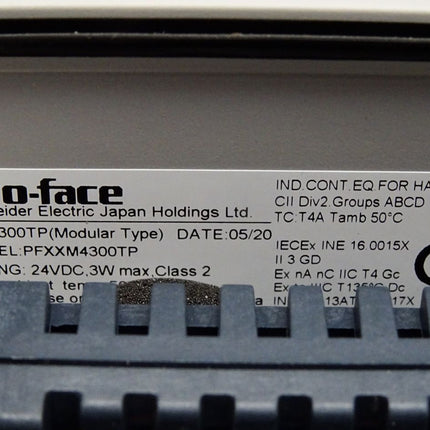 o-face
eider Electric Japan Holdings Ltd.
300TP(Modular Type) DATE:05/20
EL:PFXXM4300TP
NG: 24VDC,3W max,Class 2
IND.CONT.EQ.FOR HA
Cl I Div2.Groups ABCD
TC:T4A Tamb 50°C
IECEx INE 16.0015X
II 3 GD
Ex nA nC IIC T4 Gc